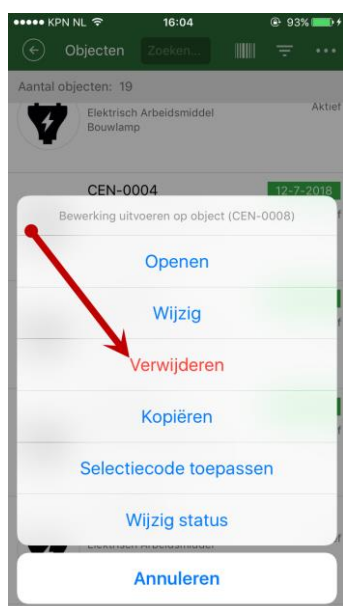 KPN NL 16:04 93%
Objecten Zoeken...
Aantal objecten: 19
Elektrisch Arbeidsmiddel Aktief
Bouwlamp
CEN-0004 12-7-2018
Bewerking uitvoeren op object (CEN-0008)
Openen
Wijzig
Verwijderen
Kopiëren
Selectiecode toepassen
Wijzig status
Elektrisch Arbeidsmiddel
Annuleren